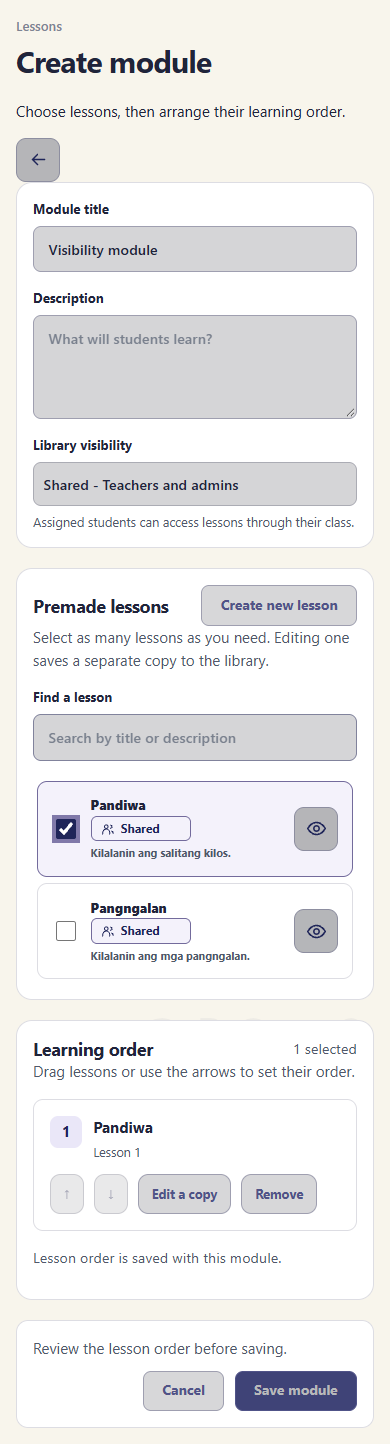 Lessons
Create module
Choose lessons, then arrange their learning order.
←
Module title
Visibility module
Description
What will students learn?
Library visibility
Shared - Teachers and admins
Assigned students can access lessons through their class.
Premade lessons
Create new lesson
Select as many lessons as you need. Editing one
saves a separate copy to the library.
Find a lesson
Search by title or description
Pandiwa
Shared
Kilalanin ang salitang kilos.
Pangngalan
Shared
Kilalanin ang mga pangngalan.
Learning order
1 selected
Drag lessons or use the arrows to set their order.
1
Pandiwa
Lesson 1
↑ ↓ Edit a copy Remove
Lesson order is saved with this module.
Review the lesson order before saving.
Cancel Save module